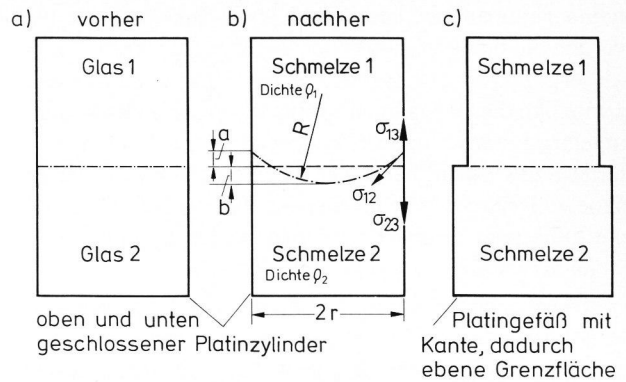 a) vorher
Glas 1
Glas 2
b) nachher
Schmelze 1
Dichte ϱ₁
R
a
b
σ₁₃
σ₁₂
σ₂₃
Schmelze 2
Dichte ϱ₂
2r
c)
Schmelze 1
Schmelze 2
oben und unten
geschlossener Platinzylinder
Platingefäß mit
Kante, dadurch
ebene Grenzfläche